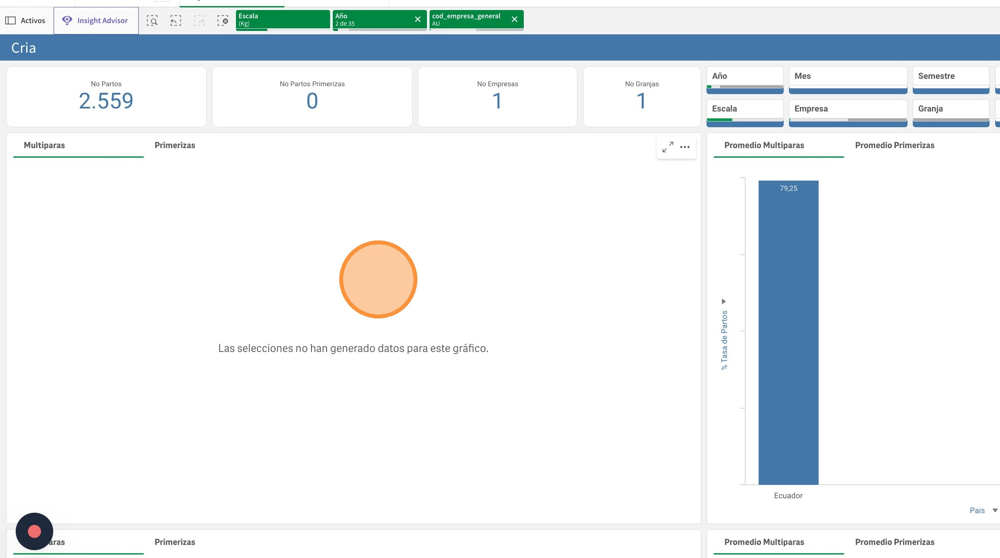 Activos
Insight Advisor
Escala
(Kg)
Año
2 de 35
cod_empresa_general
AU
Cria
No Partos
2.559
No Partos Primerizas
0
No Empresas
1
No Granjas
1
Año
Mes
Semestre
Escala
Empresa
Granja
Multiparas
Primerizas
Las selecciones no han generado datos para este gráfico.
Promedio Multiparas
Promedio Primerizas
79,25
% Tasa de Partos
Ecuador
Pais
aras
Primerizas
Promedio Multiparas
Promedio Primerizas